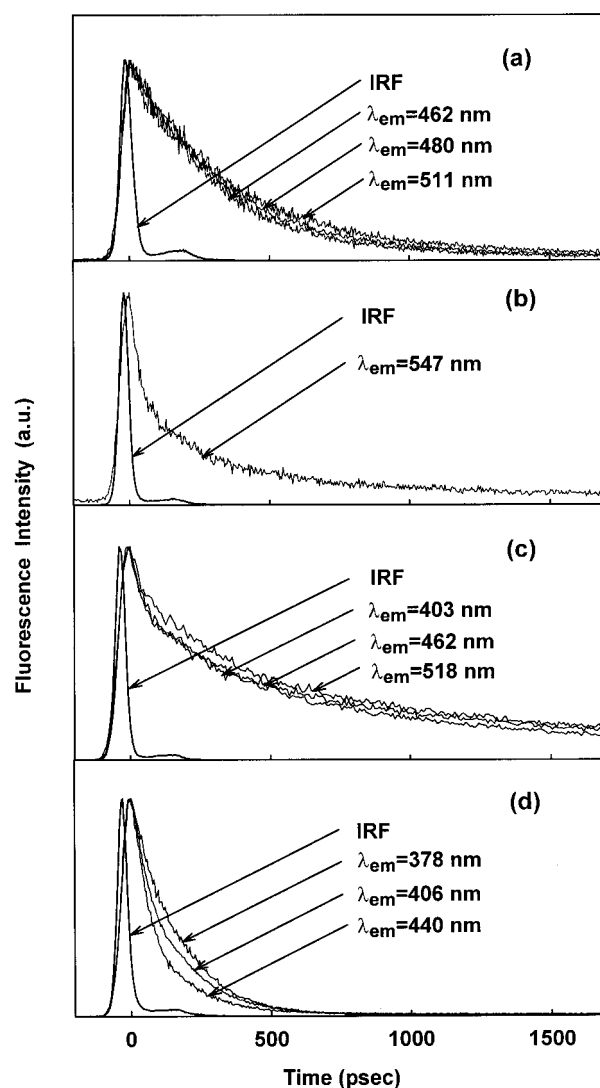 (a)
IRF
λem=462 nm
λem=480 nm
λem=511 nm
(b)
IRF
λem=547 nm
(c)
IRF
λem=403 nm
λem=462 nm
λem=518 nm
(d)
IRF
λem=378 nm
λem=406 nm
λem=440 nm
Fluorescence Intensity (a.u.)
0 500 1000 1500
Time (psec)